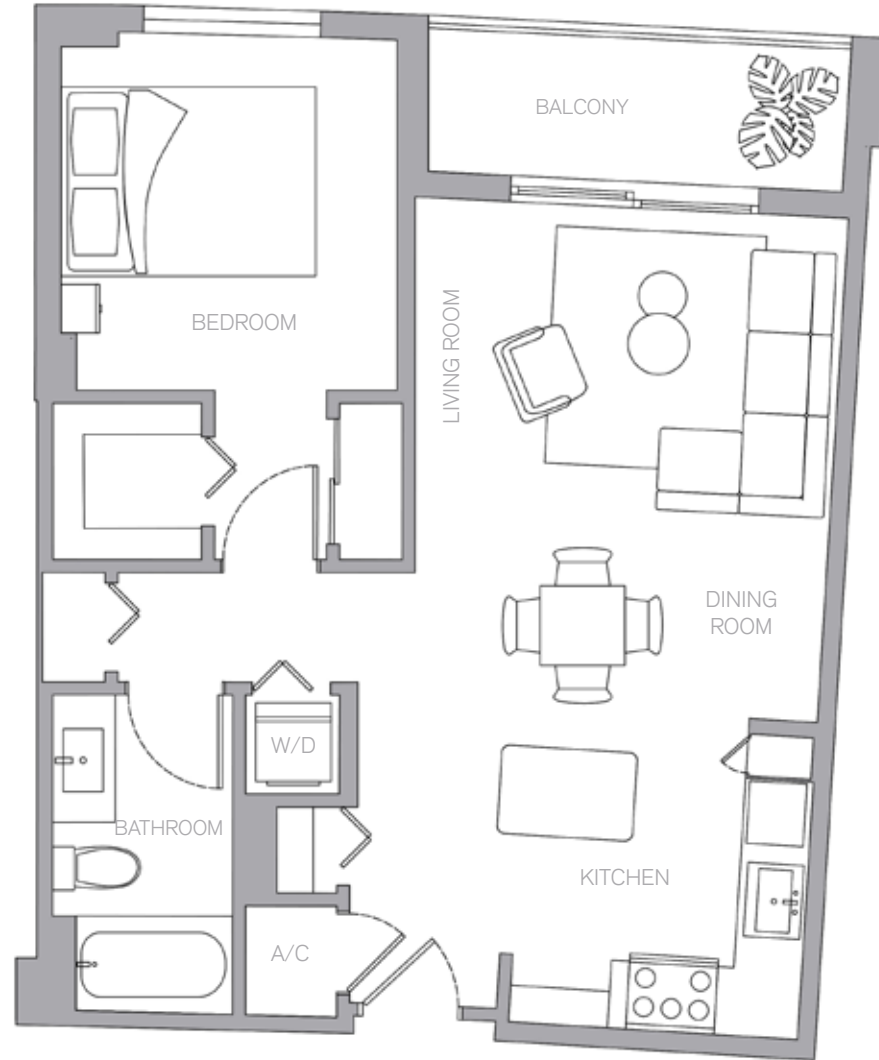 BALCONY
BEDROOM
LIVING ROOM
DINING
ROOM
W/D
BATHROOM
KITCHEN
A/C